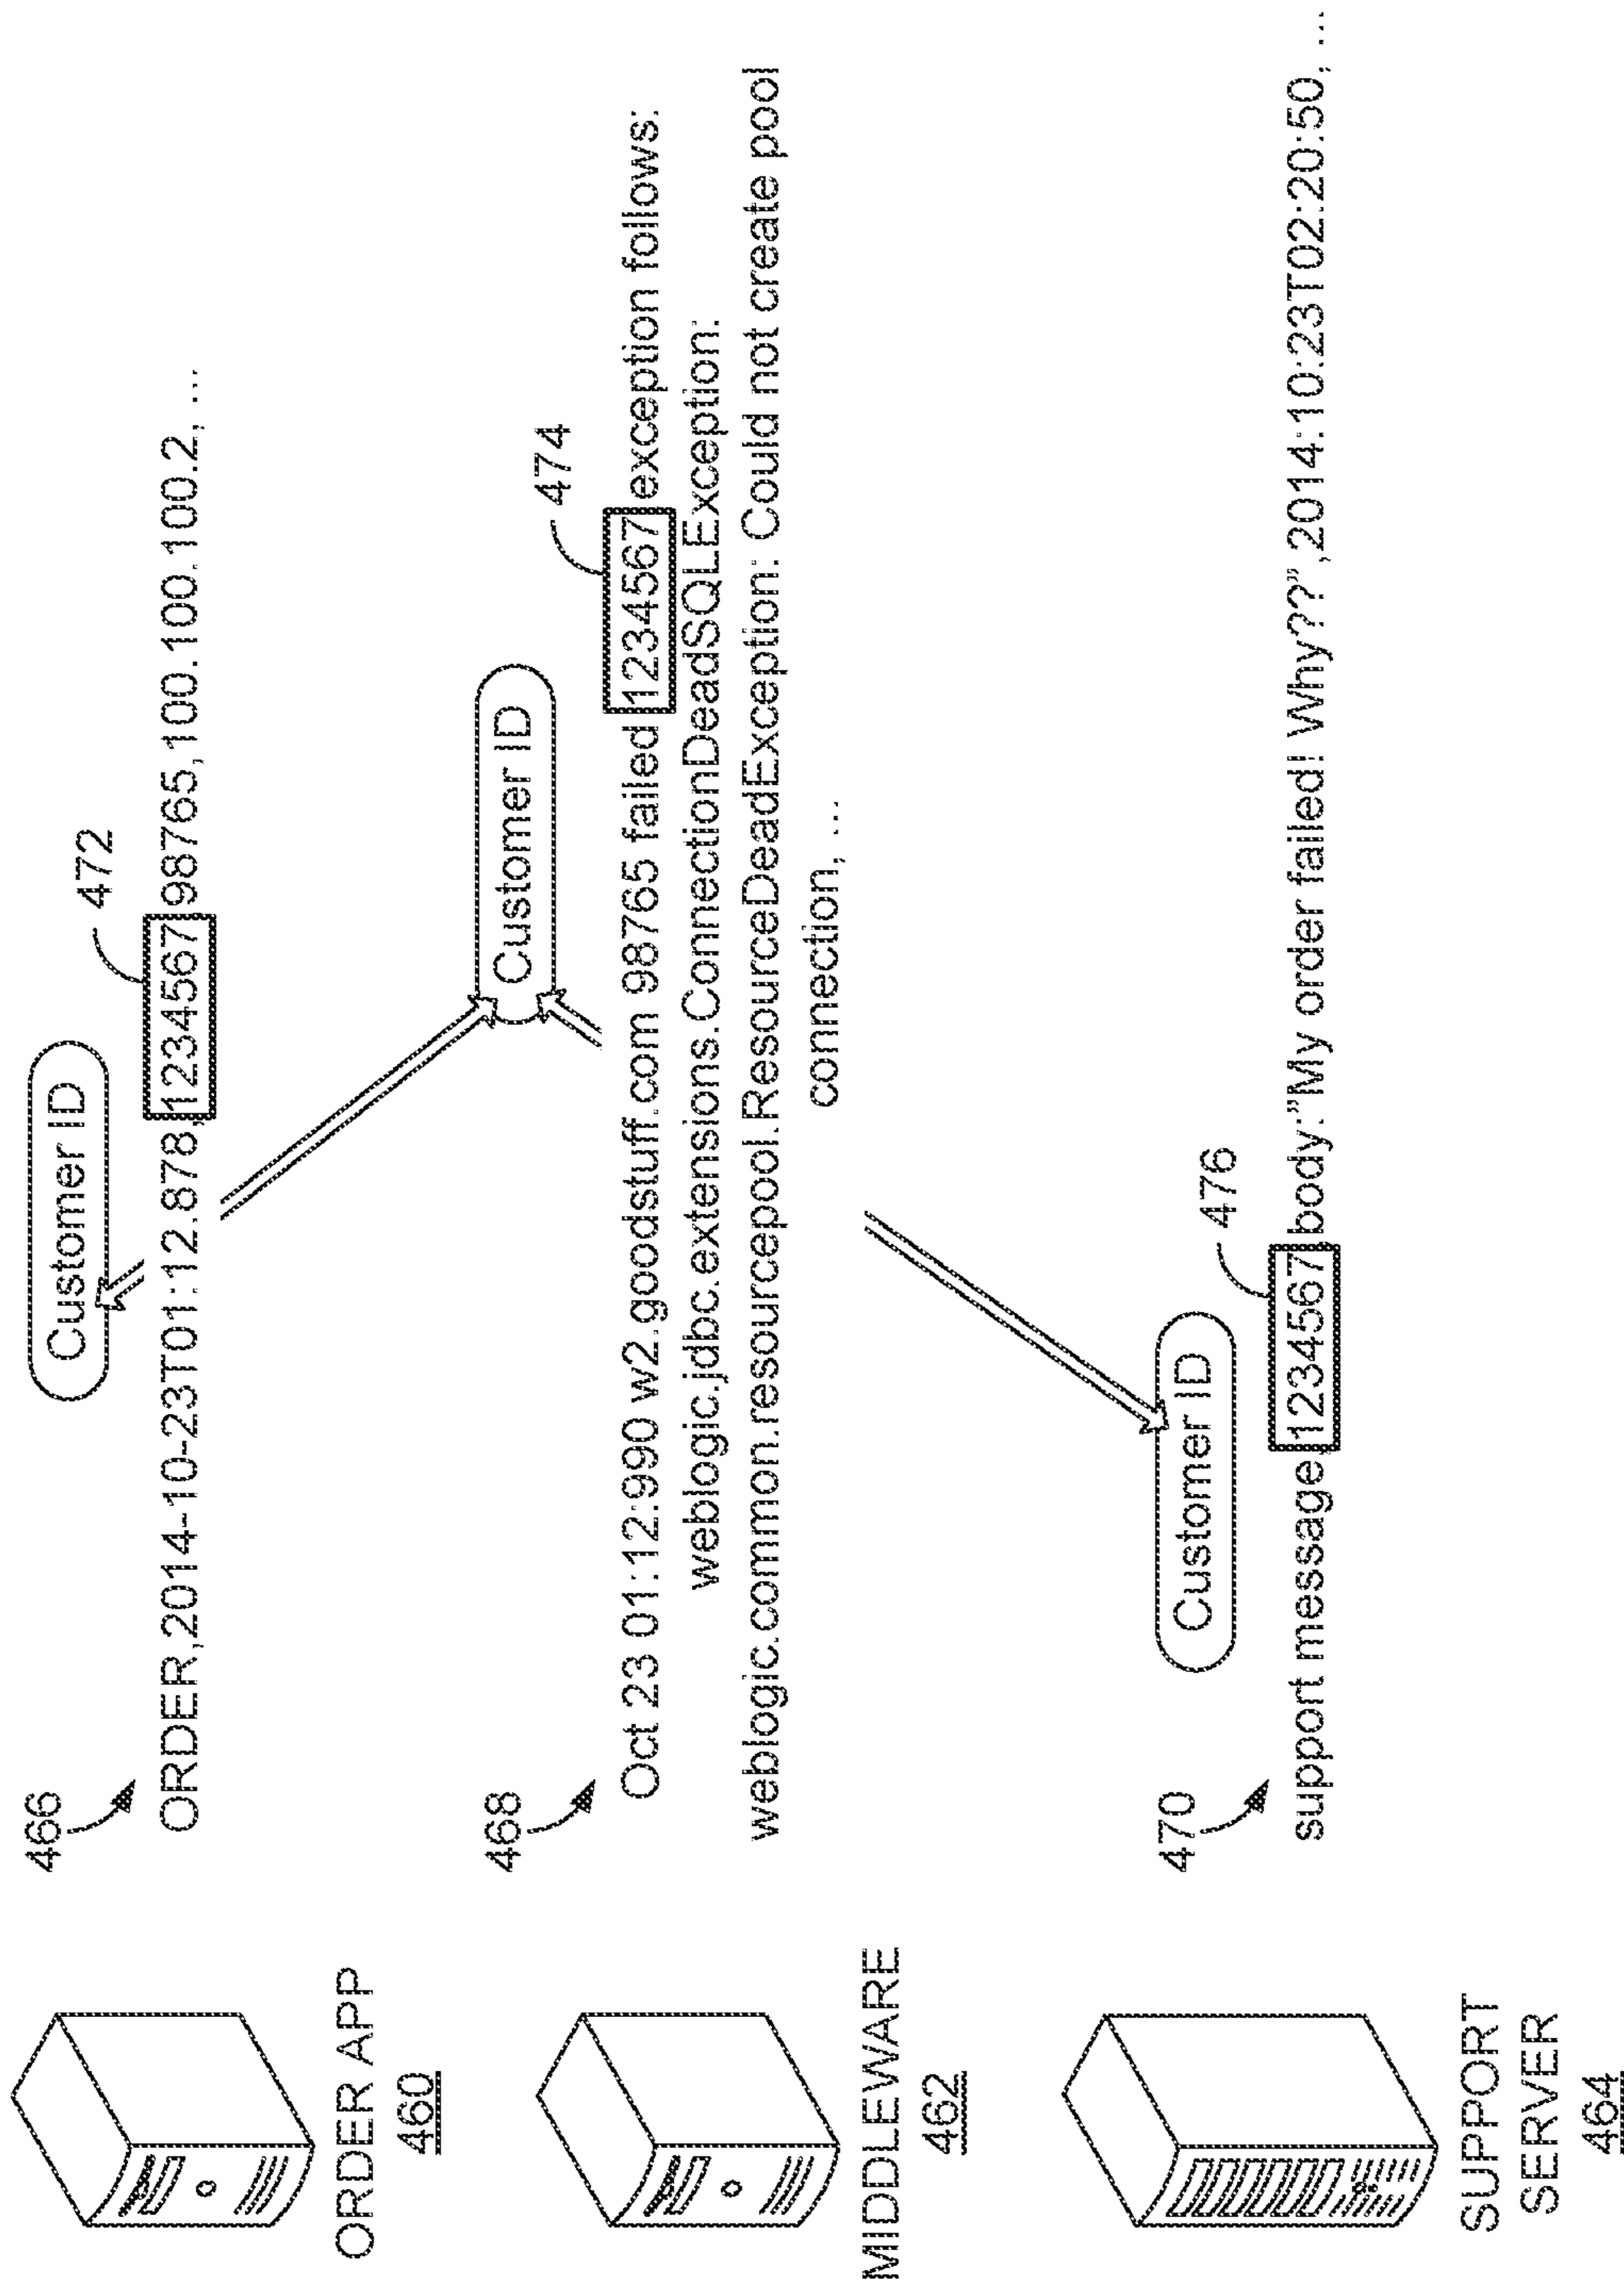 466
Customer ID
472
ORDER,2014-10-23T01:12.878,1234567,98765,100.100.100.2, ...
ORDER APP
460
468
Customer ID
474
Oct 23 01:12:990 w2.goodstuff.com 98765 failed 1234567 exception follows:
weblogic.jdbc.extensions.ConnectionDeadSQLException:
weblogic.common.resourcepool.ResourceDeadException: Could not create pool
connection, ...
MIDDLEWARE
462
470
Customer ID
476
support message,1234567,body:”My order failed! Why??”,2014:10:23T02:20:50, ...
SUPPORT
SERVER
464